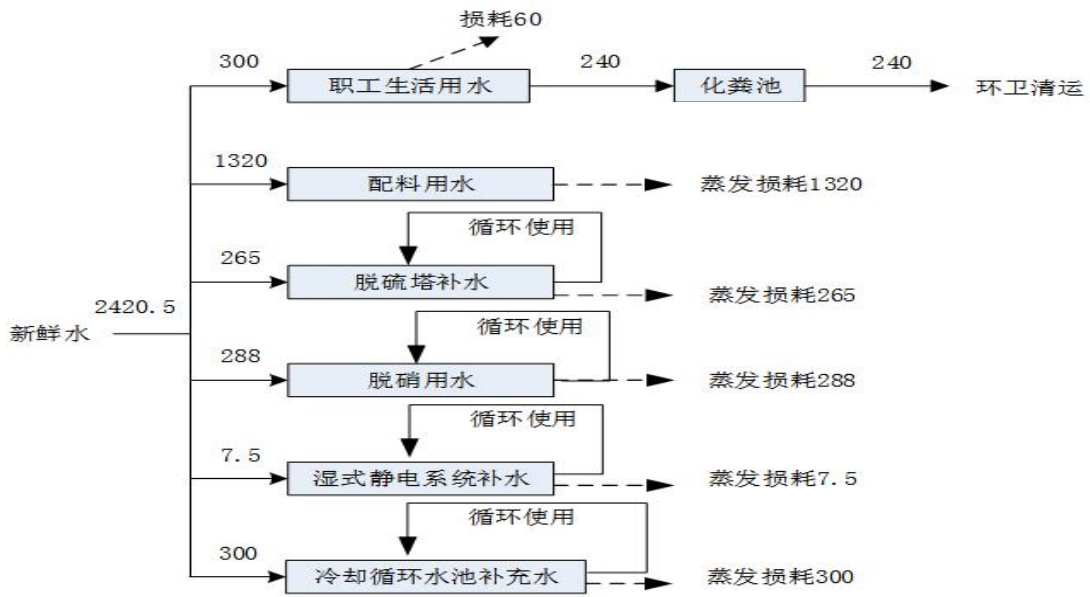 损耗60
300
职工生活用水
240
化粪池
240
环卫清运
1320
配料用水
蒸发损耗1320
循环使用
265
脱硫塔补水
蒸发损耗265
2420.5
新鲜水
循环使用
288
脱硝用水
蒸发损耗288
循环使用
7.5
湿式静电系统补水
蒸发损耗7.5
循环使用
300
冷却循环水池补充水
蒸发损耗300